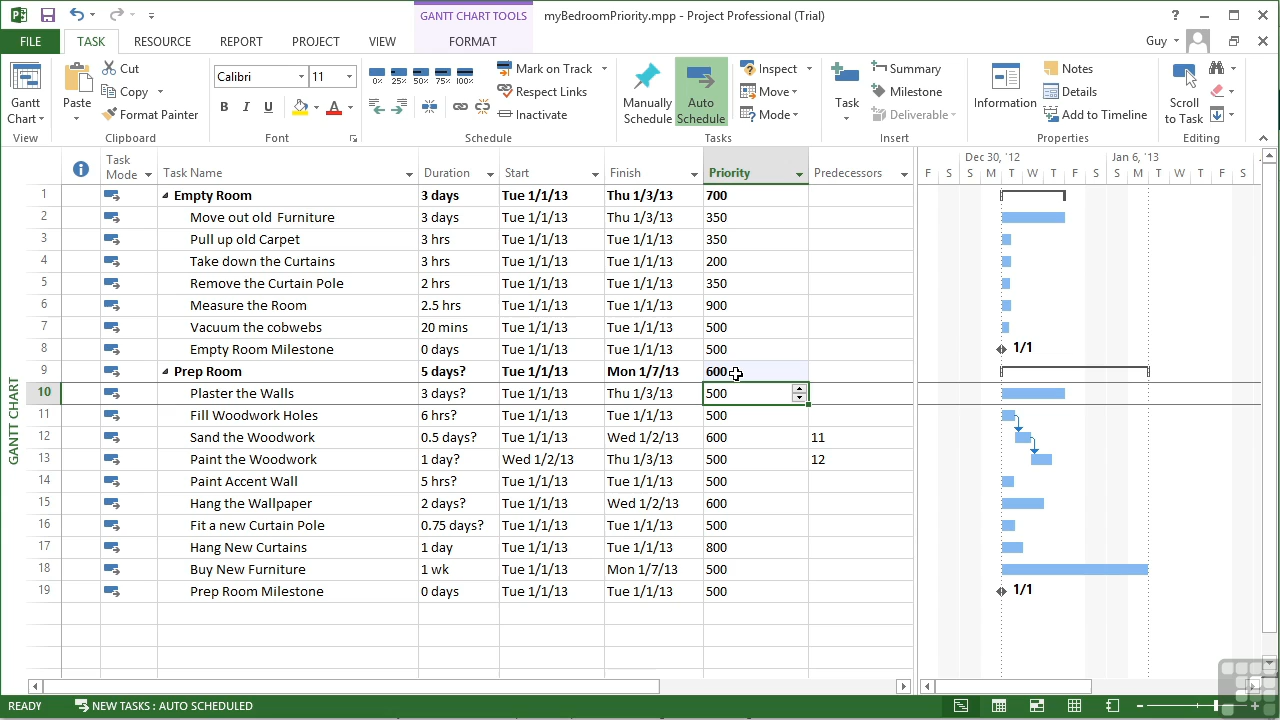 GANTT CHART TOOLS
myBedroomPriority.mpp - Project Professional (Trial)
?
FILE TASK RESOURCE REPORT PROJECT VIEW FORMAT
Guy
Gantt Chart
View
Paste
Cut
Copy
Format Painter
Clipboard
Calibri 11
B I U A
Font
0% 25% 50% 75% 100%
Mark on Track
Respect Links
Inactivate
Schedule
Manually Schedule
Auto Schedule
Inspect
Move
Mode
Tasks
Task
Summary
Milestone
Deliverable
Insert
Information
Notes
Details
Add to Timeline
Properties
Scroll to Task
Editing
GANTT CHART
Task Mode Task Name Duration Start Finish Priority Predecessors
Dec 30, '12 Jan 6, '13
F S S M T W T F S S M T W T F S
1 Empty Room 3 days Tue 1/1/13 Thu 1/3/13 700
2 Move out old Furniture 3 days Tue 1/1/13 Thu 1/3/13 350
3 Pull up old Carpet 3 hrs Tue 1/1/13 Tue 1/1/13 350
4 Take down the Curtains 3 hrs Tue 1/1/13 Tue 1/1/13 200
5 Remove the Curtain Pole 2 hrs Tue 1/1/13 Tue 1/1/13 350
6 Measure the Room 2.5 hrs Tue 1/1/13 Tue 1/1/13 900
7 Vacuum the cobwebs 20 mins Tue 1/1/13 Tue 1/1/13 500
8 Empty Room Milestone 0 days Tue 1/1/13 Tue 1/1/13 500 1/1
9 Prep Room 5 days? Tue 1/1/13 Mon 1/7/13 600
10 Plaster the Walls 3 days? Tue 1/1/13 Thu 1/3/13 500
11 Fill Woodwork Holes 6 hrs? Tue 1/1/13 Tue 1/1/13 500
12 Sand the Woodwork 0.5 days? Tue 1/1/13 Wed 1/2/13 600 11
13 Paint the Woodwork 1 day? Wed 1/2/13 Thu 1/3/13 500 12
14 Paint Accent Wall 5 hrs? Tue 1/1/13 Tue 1/1/13 500
15 Hang the Wallpaper 2 days? Tue 1/1/13 Wed 1/2/13 600
16 Fit a new Curtain Pole 0.75 days? Tue 1/1/13 Tue 1/1/13 500
17 Hang New Curtains 1 day Tue 1/1/13 Tue 1/1/13 800
18 Buy New Furniture 1 wk Tue 1/1/13 Mon 1/7/13 500
19 Prep Room Milestone 0 days Tue 1/1/13 Tue 1/1/13 500 1/1
READY NEW TASKS : AUTO SCHEDULED